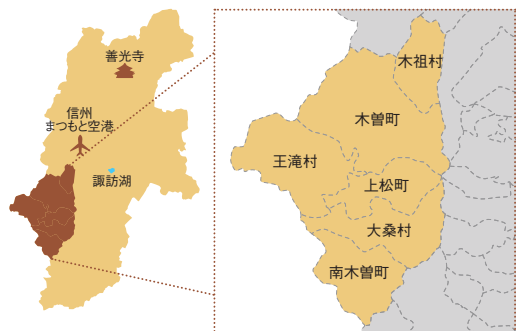 善光寺
信州
まつもと空港
諏訪湖
木祖村
木曽町
王滝村
上松町
大桑村
南木曽町